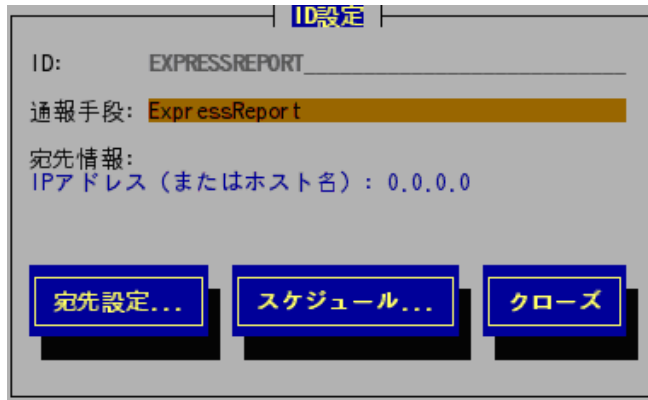 ID設定
ID: EXPRESSREPORT
通報手段: ExpressReport
宛先情報:
IPアドレス（またはホスト名）: 0.0.0.0
宛先設定... スケジュール... クローズ